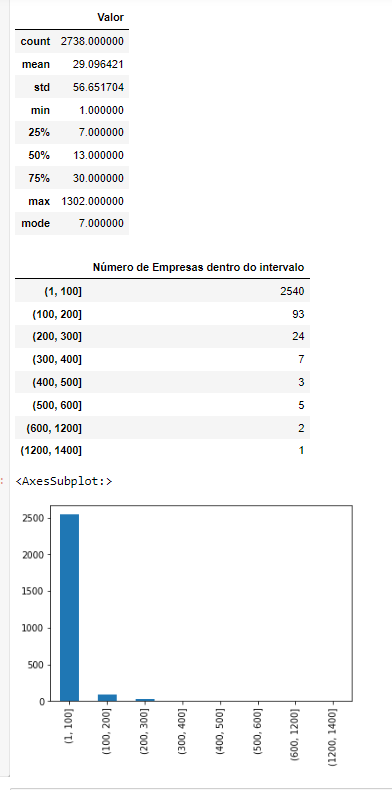 Valor
count 2738.000000
mean 29.096421
std 56.651704
min 1.000000
25% 7.000000
50% 13.000000
75% 30.000000
max 1302.000000
mode 7.000000
Número de Empresas dentro do intervalo
(1, 100] 2540
(100, 200] 93
(200, 300] 24
(300, 400] 7
(400, 500] 3
(500, 600] 5
(600, 1200] 2
(1200, 1400] 1
<AxesSubplot:>
2500
2000
1500
1000
500
0
(1, 100]
(100, 200]
(200, 300]
(300, 400]
(400, 500]
(500, 600]
(600, 1200]
(1200, 1400]